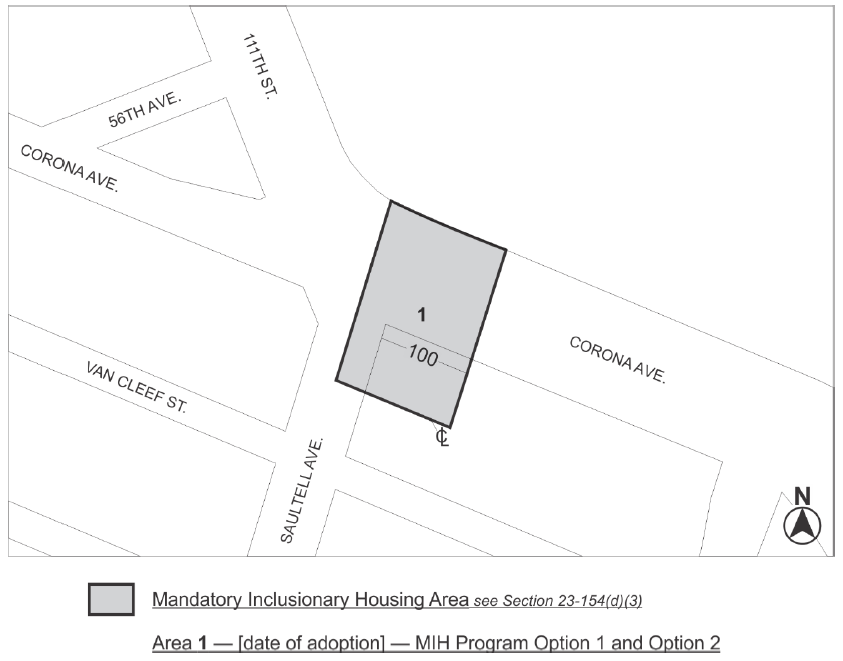 111TH ST.
56TH AVE.
CORONA AVE.
1
100
CORONA AVE.
VAN CLEEF ST.
℄
SAULTELL AVE.
N
Mandatory Inclusionary Housing Area see Section 23-154(d)(3)
Area 1 — [date of adoption] — MIH Program Option 1 and Option 2